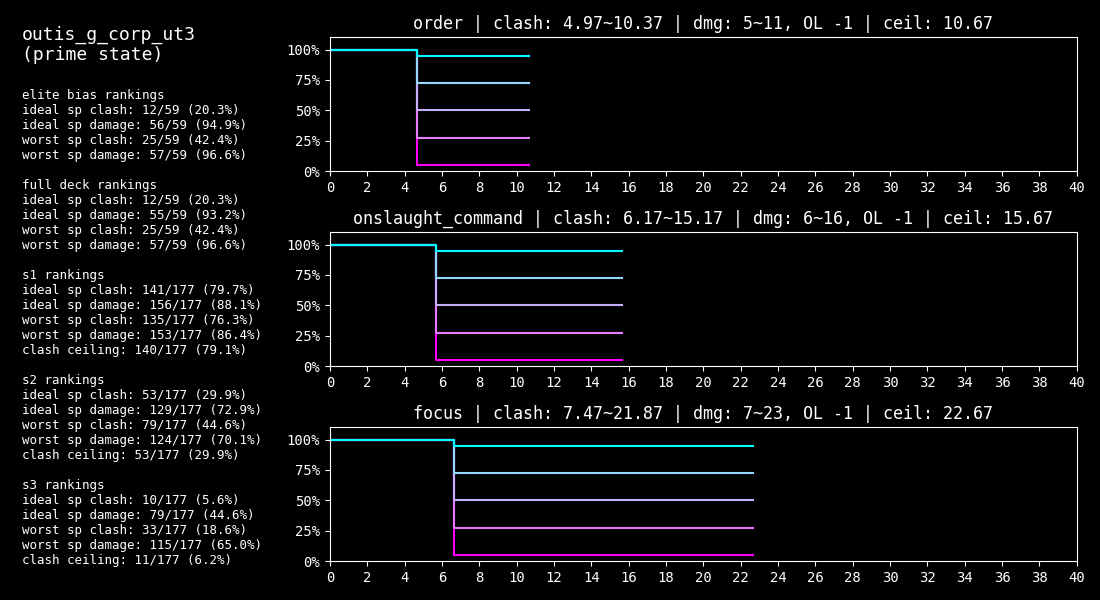 outis_g_corp_ut3
(prime state)
elite bias rankings
ideal sp clash: 12/59 (20.3%)
ideal sp damage: 56/59 (94.9%)
worst sp clash: 25/59 (42.4%)
worst sp damage: 57/59 (96.6%)
full deck rankings
ideal sp clash: 12/59 (20.3%)
ideal sp damage: 55/59 (93.2%)
worst sp clash: 25/59 (42.4%)
worst sp damage: 57/59 (96.6%)
s1 rankings
ideal sp clash: 141/177 (79.7%)
ideal sp damage: 156/177 (88.1%)
worst sp clash: 135/177 (76.3%)
worst sp damage: 153/177 (86.4%)
clash ceiling: 140/177 (79.1%)
s2 rankings
ideal sp clash: 53/177 (29.9%)
ideal sp damage: 129/177 (72.9%)
worst sp clash: 79/177 (44.6%)
worst sp damage: 124/177 (70.1%)
clash ceiling: 53/177 (29.9%)
s3 rankings
ideal sp clash: 10/177 (5.6%)
ideal sp damage: 79/177 (44.6%)
worst sp clash: 33/177 (18.6%)
worst sp damage: 115/177 (65.0%)
clash ceiling: 11/177 (6.2%)
order | clash: 4.97~10.37 | dmg: 5~11, OL -1 | ceil: 10.67
100%
75%
50%
25%
0%
0 2 4 6 8 10 12 14 16 18 20 22 24 26 28 30 32 34 36 38 40
onslaught_command | clash: 6.17~15.17 | dmg: 6~16, OL -1 | ceil: 15.67
100%
75%
50%
25%
0%
0 2 4 6 8 10 12 14 16 18 20 22 24 26 28 30 32 34 36 38 40
focus | clash: 7.47~21.87 | dmg: 7~23, OL -1 | ceil: 22.67
100%
75%
50%
25%
0%
0 2 4 6 8 10 12 14 16 18 20 22 24 26 28 30 32 34 36 38 40